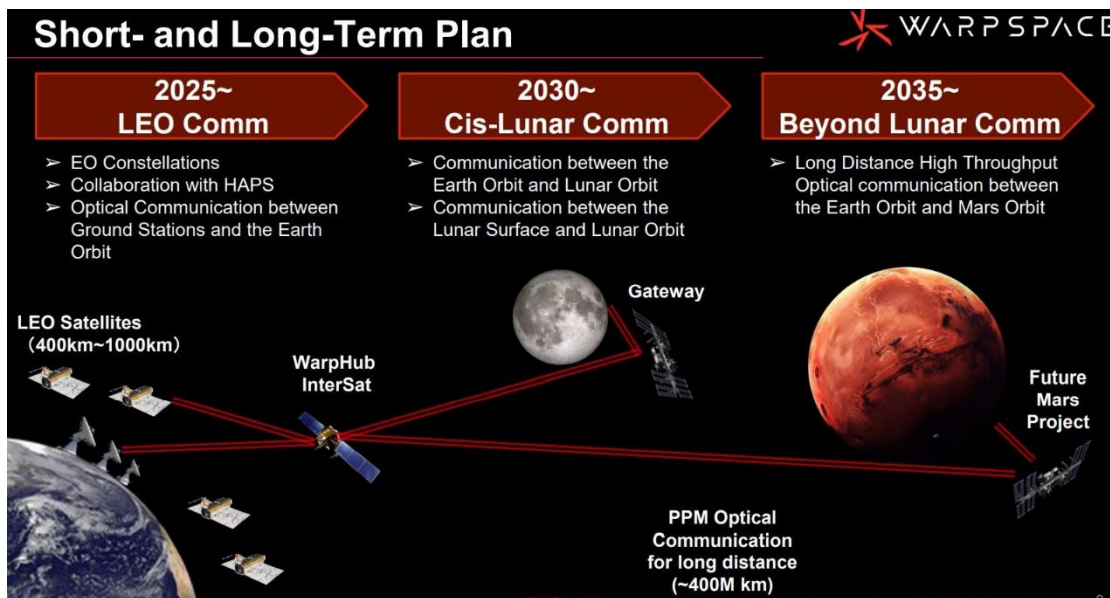 Short- and Long-Term Plan
WARPSPACE
2025~
LEO Comm
2030~
Cis-Lunar Comm
2035~
Beyond Lunar Comm
➢ EO Constellations
➢ Collaboration with HAPS
➢ Optical Communication between
Ground Stations and the Earth
Orbit
➢ Communication between the
Earth Orbit and Lunar Orbit
➢ Communication between the
Lunar Surface and Lunar Orbit
➢ Long Distance High Throughput
Optical communication between
the Earth Orbit and Mars Orbit
LEO Satellites
（400km~1000km）
WarpHub
InterSat
Gateway
Future
Mars
Project
PPM Optical
Communication
for long distance
(~400M km)